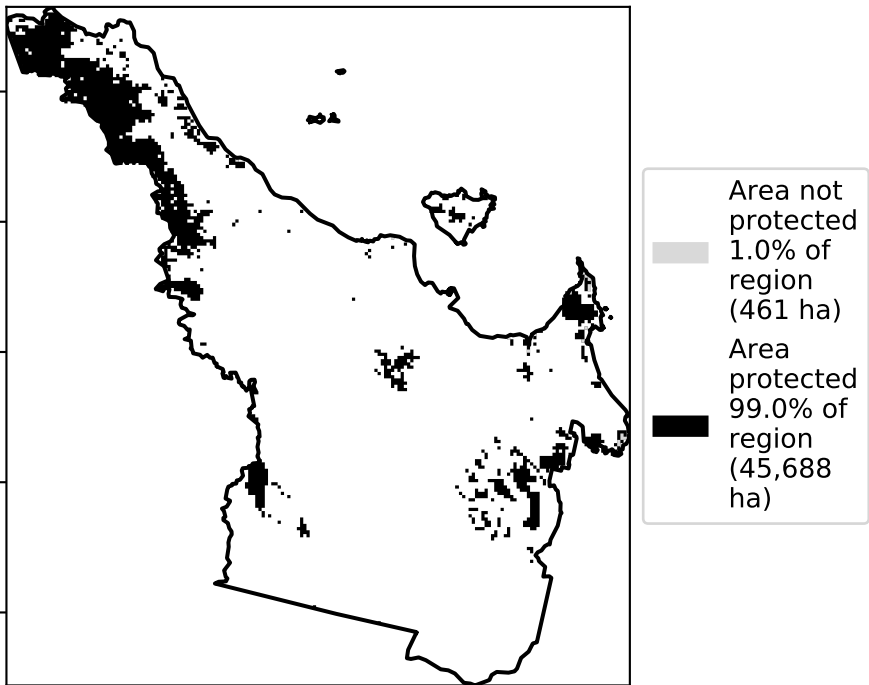 Area not
protected
1.0% of
region
(461 ha)
Area
protected
99.0% of
region
(45,688
ha)